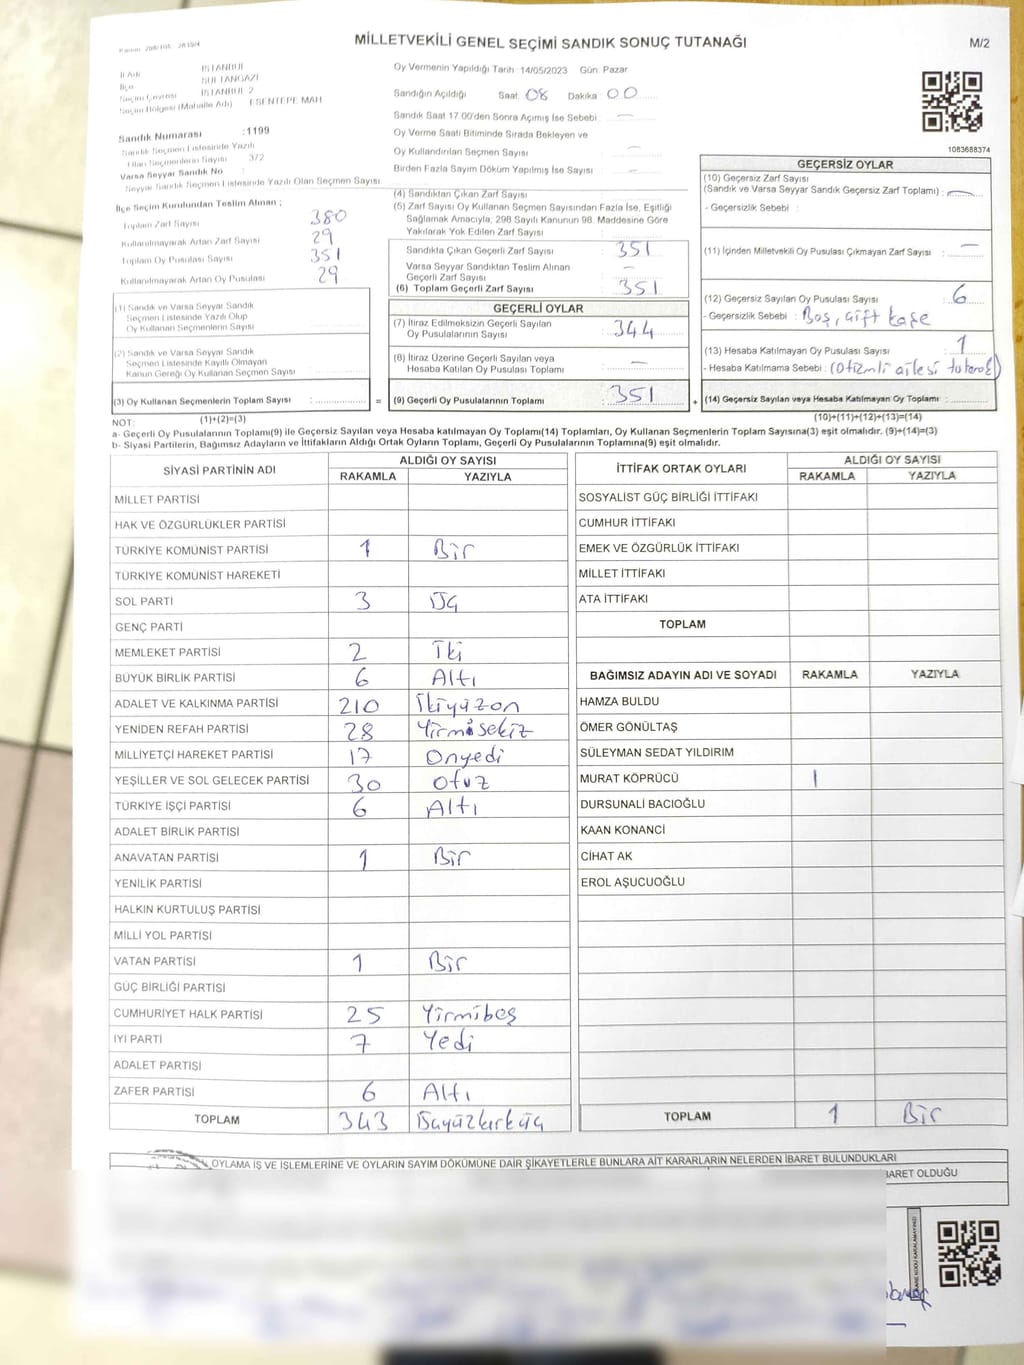 MİLLETVEKİLİ GENEL SEÇİMİ SANDIK SONUÇ TUTANAĞI
M/2
İl Adı İSTANBUL
İlçe SULTANGAZİ
Seçim Çevresi İSTANBUL 2
Seçim Bölgesi (Mahalle Adı) ESENTEPE MAH
Sandık Numarası :1199
Sandık Seçmen Listesinde Yazılı
Olan Seçmenlerin Sayısı 372
Varsa Seyyar Sandık No
Seyyar Sandık Seçmen Listesinde Yazılı Olan Seçmen Sayısı
İlçe Seçim Kurulundan Teslim Alınan ;
Toplam Zarf Sayısı 380
Kullanılmayarak Artan Zarf Sayısı 29
Toplam Oy Pusulası Sayısı 351
Kullanılmayarak Artan Oy Pusulası 29
(1) Sandık ve Varsa Seyyar Sandık
Seçmen Listesinde Yazılı Olup
Oy Kullanan Seçmenlerin Sayısı
(2) Sandık ve Varsa Seyyar Sandık
Seçmen Listesinde Kayıtlı Olmayan
Kanun Gereği Oy Kullanan Seçmen Sayısı
(3) Oy Kullanan Seçmenlerin Toplam Sayısı :
=
Oy Vermenin Yapıldığı Tarih :14/05/2023 Gün: Pazar
Sandığın Açıldığı Saat: 08 Dakika: 00
Sandık Saat 17.00'den Sonra Açılmış İse Sebebi : —
Oy Verme Saati Bitiminde Sırada Bekleyen ve
Oy Kullandırılan Seçmen Sayısı : —
Birden Fazla Sayım Döküm Yapılmış İse Sayısı : —
(4) Sandıktan Çıkan Zarf Sayısı
(5) Zarf Sayısı Oy Kullanan Seçmen Sayısından Fazla İse, Eşitliği
Sağlamak Amacıyla, 298 Sayılı Kanunun 98. Maddesine Göre
Yakılarak Yok Edilen Zarf Sayısı :
Sandıkta Çıkan Geçerli Zarf Sayısı : 351
Varsa Seyyar Sandıktan Teslim Alınan
Geçerli Zarf Sayısı : —
(6) Toplam Geçerli Zarf Sayısı : 351
GEÇERLİ OYLAR
(7) İtiraz Edilmeksizin Geçerli Sayılan
Oy Pusulalarının Sayısı : 344
(8) İtiraz Üzerine Geçerli Sayılan veya
Hesaba Katılan Oy Pusulası Toplamı : —
(9) Geçerli Oy Pusulalarının Toplamı : 351
+
1083688374
GEÇERSİZ OYLAR
(10) Geçersiz Zarf Sayısı
(Sandık ve Varsa Seyyar Sandık Geçersiz Zarf Toplamı) : —
- Geçersizlik Sebebi :
(11) İçinden Milletvekili Oy Pusulası Çıkmayan Zarf Sayısı : —
(12) Geçersiz Sayılan Oy Pusulası Sayısı : 6
- Geçersizlik Sebebi : Boş, Çift kaşe
(13) Hesaba Katılmayan Oy Pusulası Sayısı : 1
- Hesaba Katılmama Sebebi : (Otizmli ailesi
(14) Geçersiz Sayılan veya Hesaba Katılmayan Oy Toplamı :
NOT: (1)+(2)=(3)
(10)+(11)+(12)+(13)=(14)
a- Geçerli Oy Pusulalarının Toplamı(9) ile Geçersiz Sayılan veya Hesaba Katılmayan Oy Toplamı(14) Toplamları, Oy Kullanan Seçmenlerin Toplam Sayısına(3) eşit olmalıdır. (9)+(14)=(3)
b- Siyasi Partilerin, Bağımsız Adayların ve İttifakların Aldığı Ortak Oyların Toplamı, Geçerli Oy Pusulalarının Toplamına(9) eşit olmalıdır.
SİYASİ PARTİNİN ADI ALDIĞI OY SAYISI
RAKAMLA YAZIYLA
MİLLET PARTİSİ
HAK VE ÖZGÜRLÜKLER PARTİSİ
TÜRKİYE KOMÜNİST PARTİSİ 1 Bir
TÜRKİYE KOMÜNİST HAREKETİ
SOL PARTİ 3 Üç
GENÇ PARTİ
MEMLEKET PARTİSİ 2 İki
BÜYÜK BİRLİK PARTİSİ 6 Altı
ADALET VE KALKINMA PARTİSİ 210 İkiyüzon
YENİDEN REFAH PARTİSİ 28 Yirmisekiz
MİLLİYETÇİ HAREKET PARTİSİ 17 Onyedi
YEŞİLLER VE SOL GELECEK PARTİSİ 30 otuz
TÜRKİYE İŞÇİ PARTİSİ 6 Altı
ADALET BİRLİK PARTİSİ
ANAVATAN PARTİSİ 1 Bir
YENİLİK PARTİSİ
HALKIN KURTULUŞ PARTİSİ
MİLLİ YOL PARTİSİ
VATAN PARTİSİ 1 Bir
GÜÇ BİRLİĞİ PARTİSİ
CUMHURİYET HALK PARTİSİ 25 Yirmibeş
İYİ PARTİ 7 Yedi
ADALET PARTİSİ
ZAFER PARTİSİ 6 Altı
TOPLAM 343 Üçyüzkırküç
İTTİFAK ORTAK OYLARI ALDIĞI OY SAYISI
RAKAMLA YAZIYLA
SOSYALİST GÜÇ BİRLİĞİ İTTİFAKI
CUMHUR İTTİFAKI
EMEK VE ÖZGÜRLÜK İTTİFAKI
MİLLET İTTİFAKI
ATA İTTİFAKI
TOPLAM
BAĞIMSIZ ADAYIN ADI VE SOYADI RAKAMLA YAZIYLA
HAMZA BULDU
ÖMER GÖNÜLTAŞ
SÜLEYMAN SEDAT YILDIRIM
MURAT KÖPRÜCÜ 1
DURSUNALİ BACIOĞLU
KAAN KONANCİ
CİHAT AK
EROL AŞUCUOĞLU
TOPLAM 1 Bir
OYLAMA İŞ VE İŞLEMLERİNE VE OYLARIN SAYIM DÖKÜMÜNE DAİR ŞİKAYETLERLE BUNLARA AİT KARARLARIN NELERDEN İBARET BULUNDUKLARI
BARET OLDUĞU